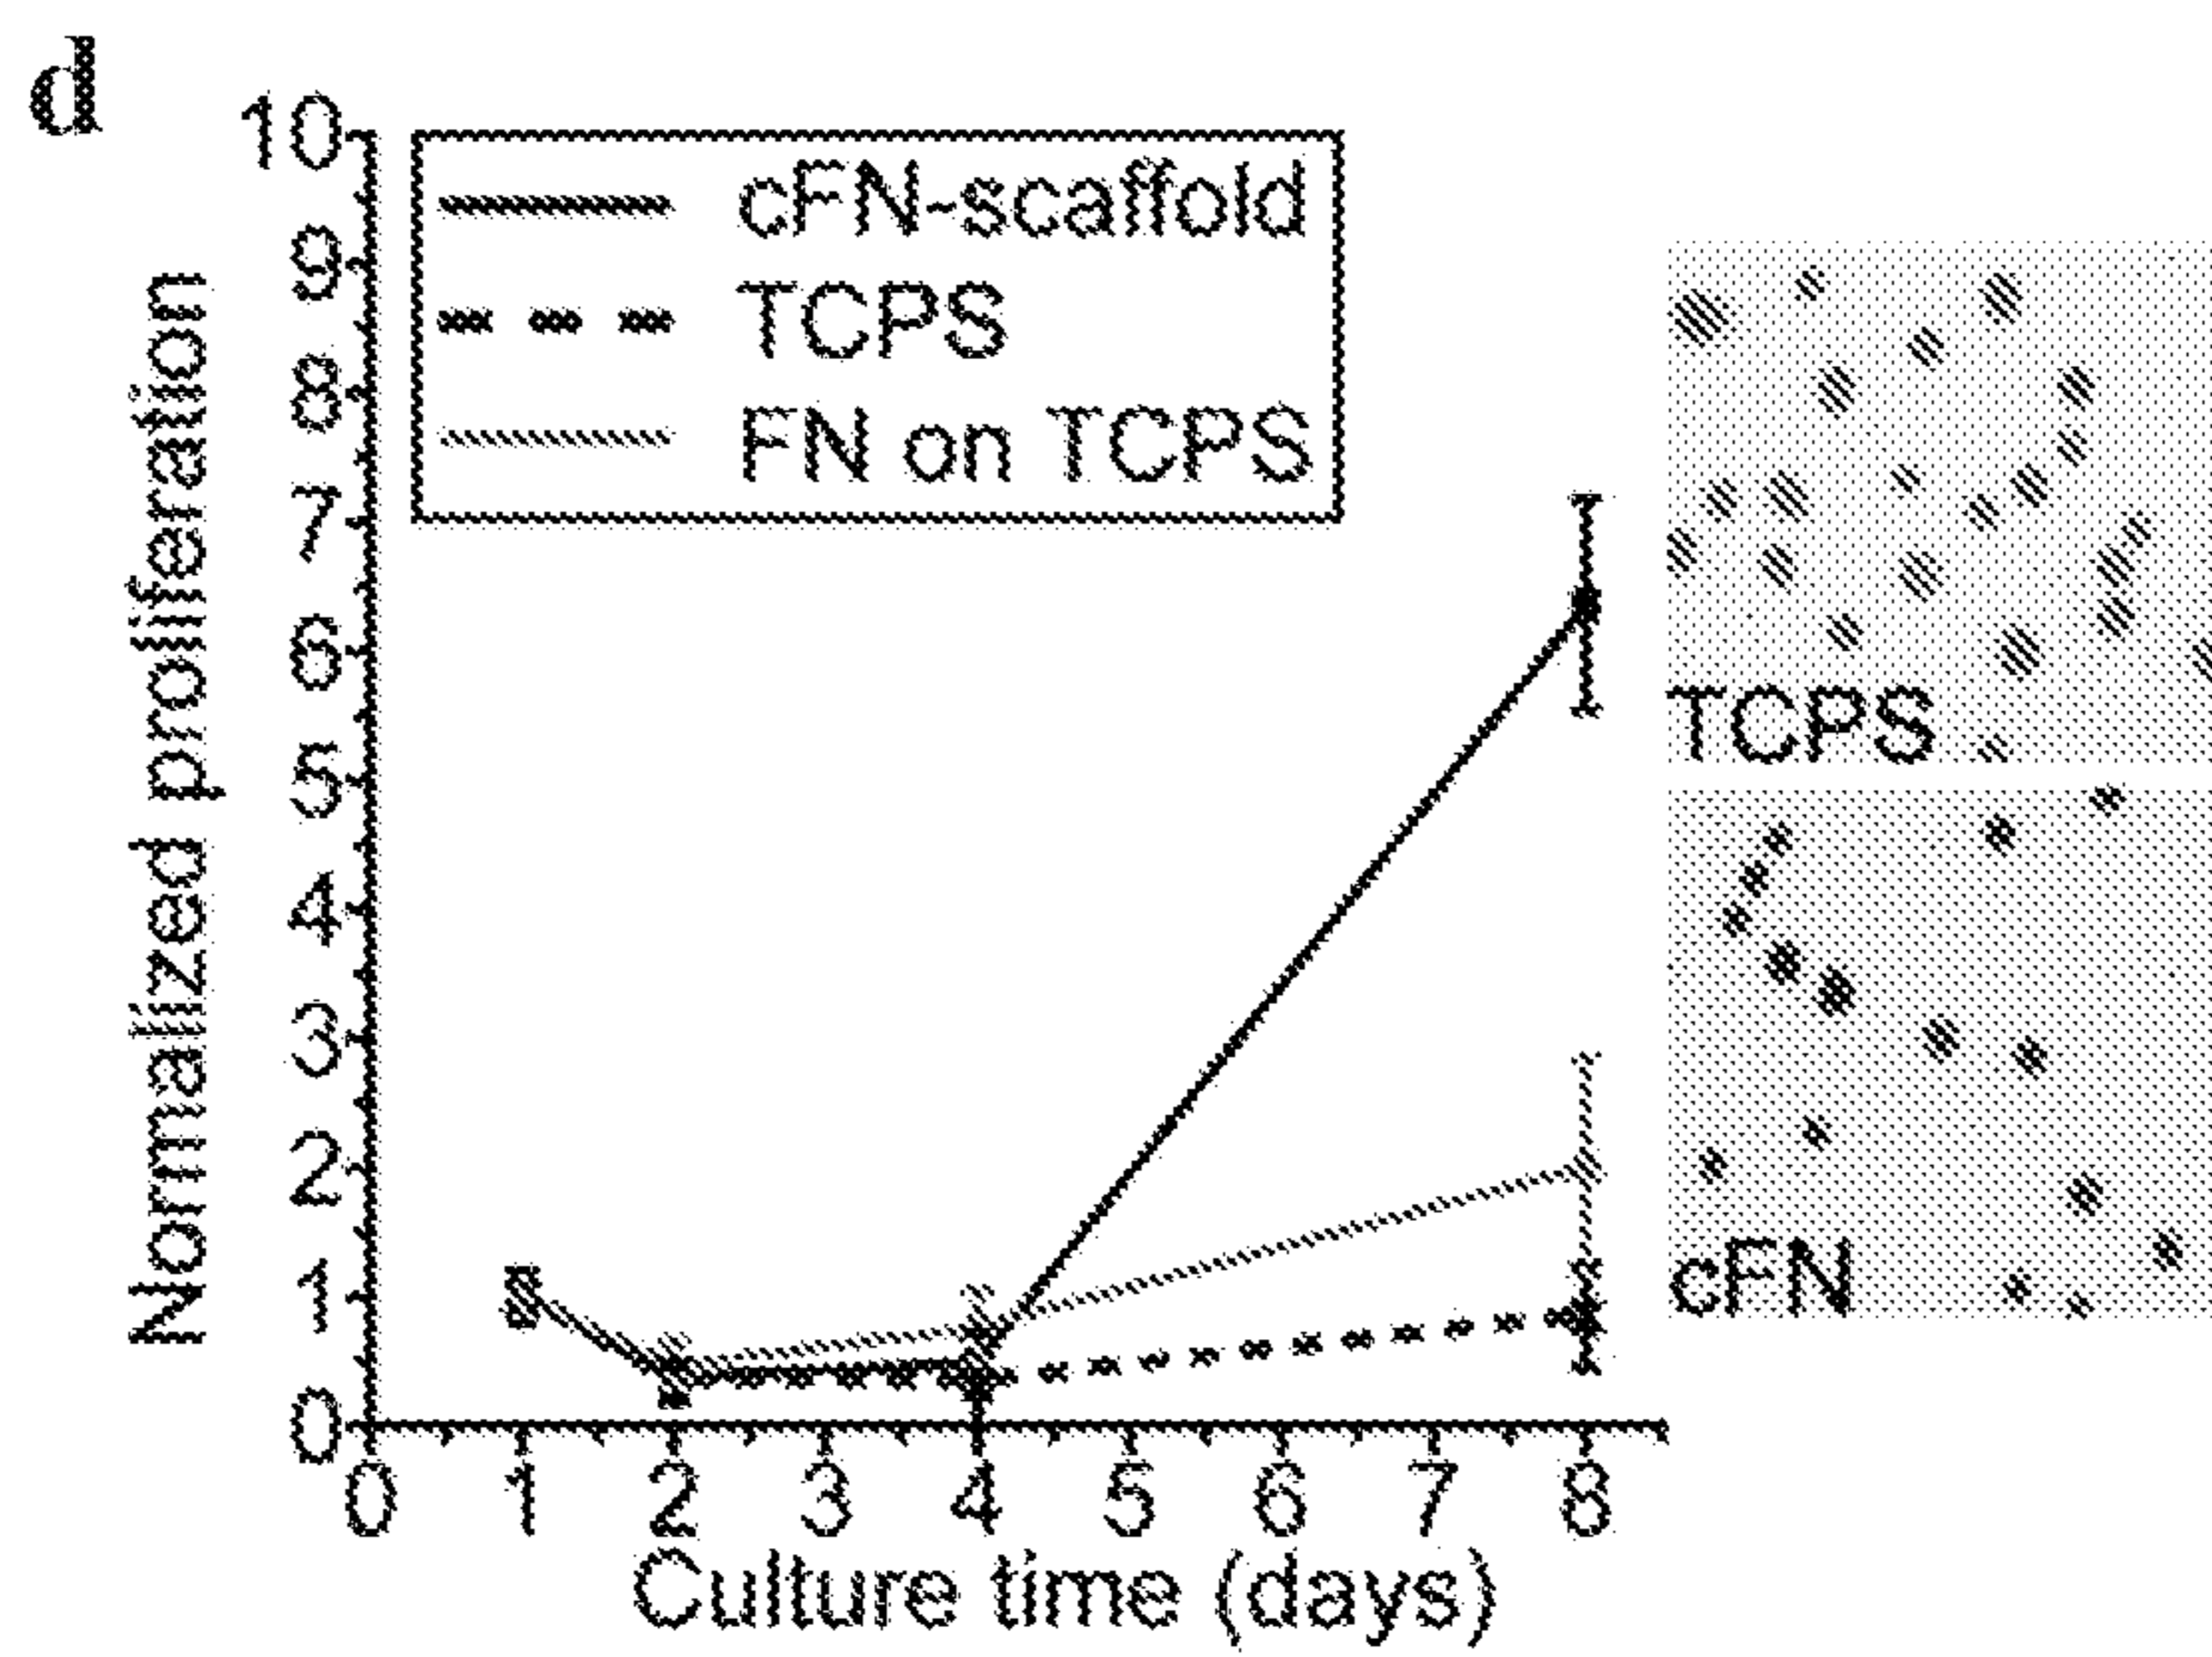 d
10
9
8
7
6
5
4
3
2
1
0
Normalized proliferation
cFN-scaffold
TCPS
FN on TCPS
0 1 2 3 4 5 6 7 8
Culture time (days)
TCPS
cFN